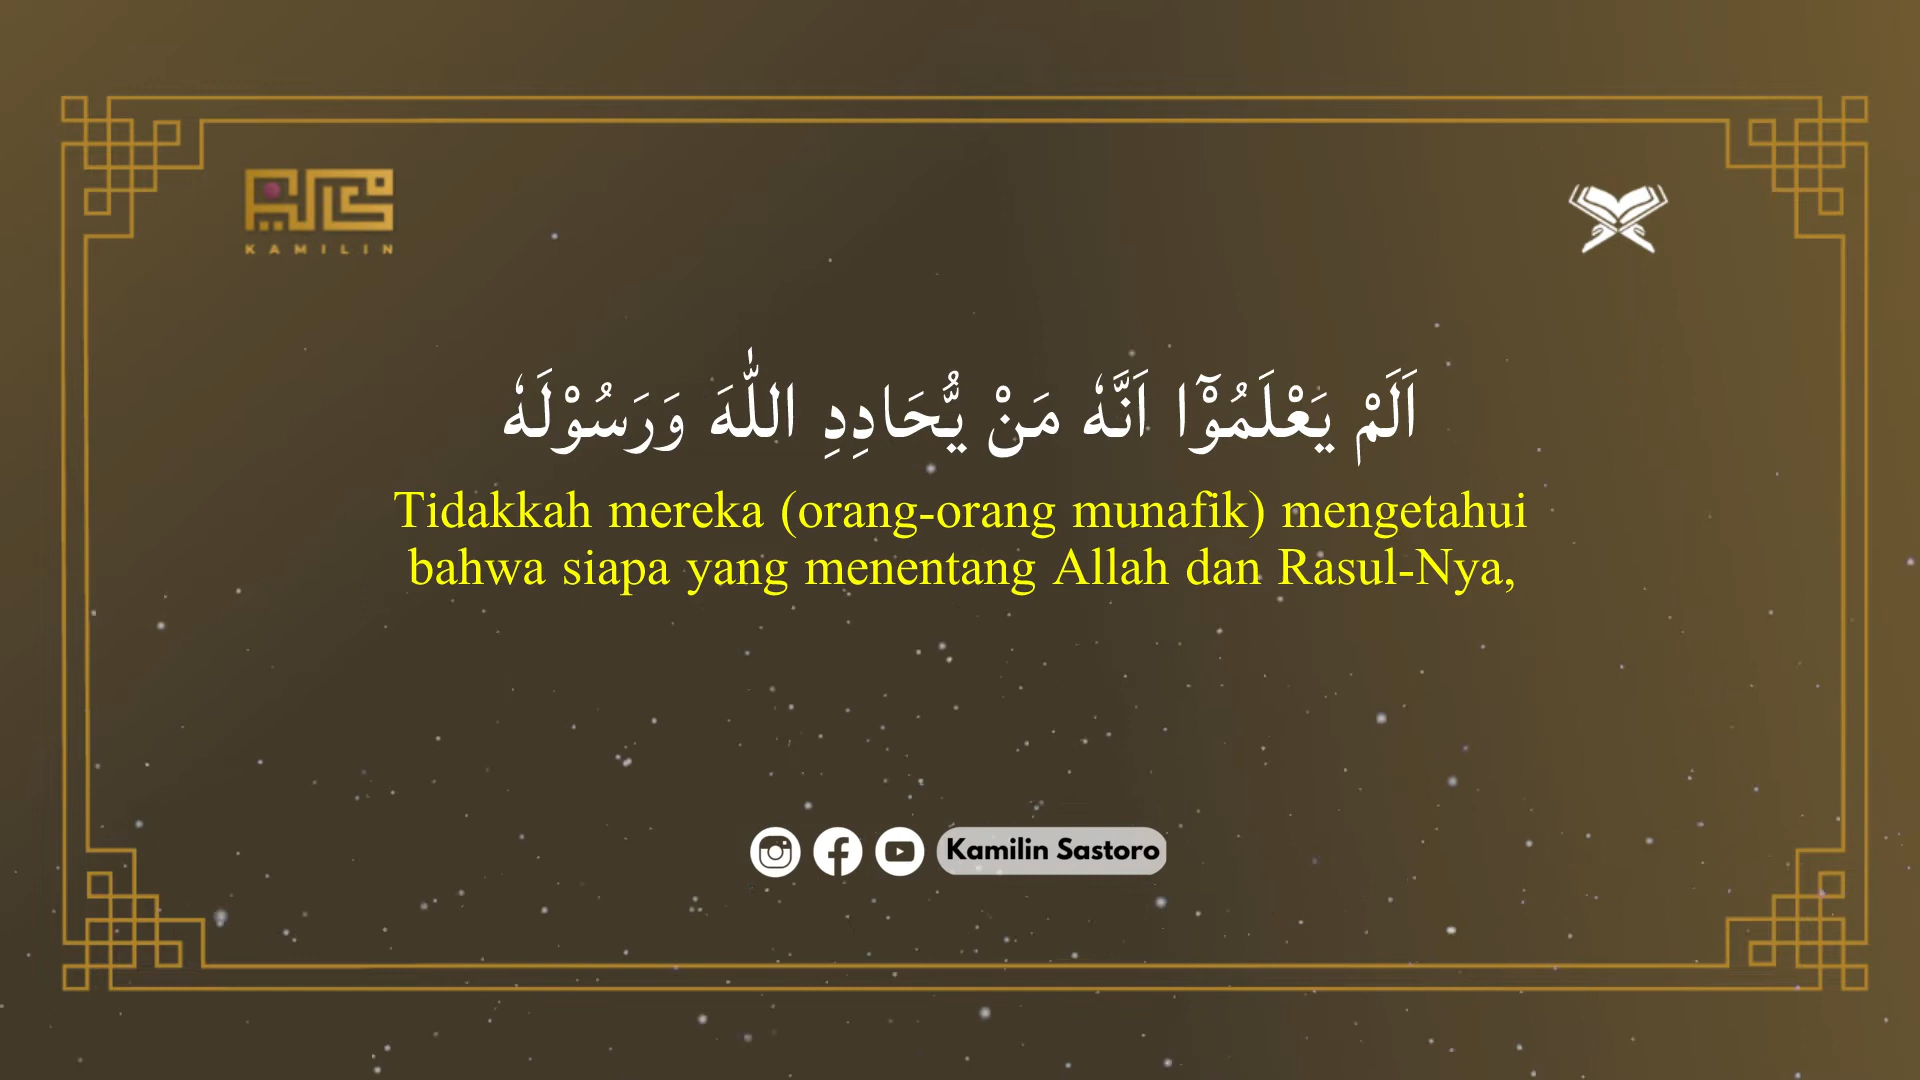 KAMILIN
اَلَمْ يَعْلَمُوْٓا اَنَّهٗ مَنْ يُّحَادِدِ اللّٰهَ وَرَسُوْلَهٗ
Tidakkah mereka (orang-orang munafik) mengetahui
bahwa siapa yang menentang Allah dan Rasul-Nya,
Kamilin Sastoro